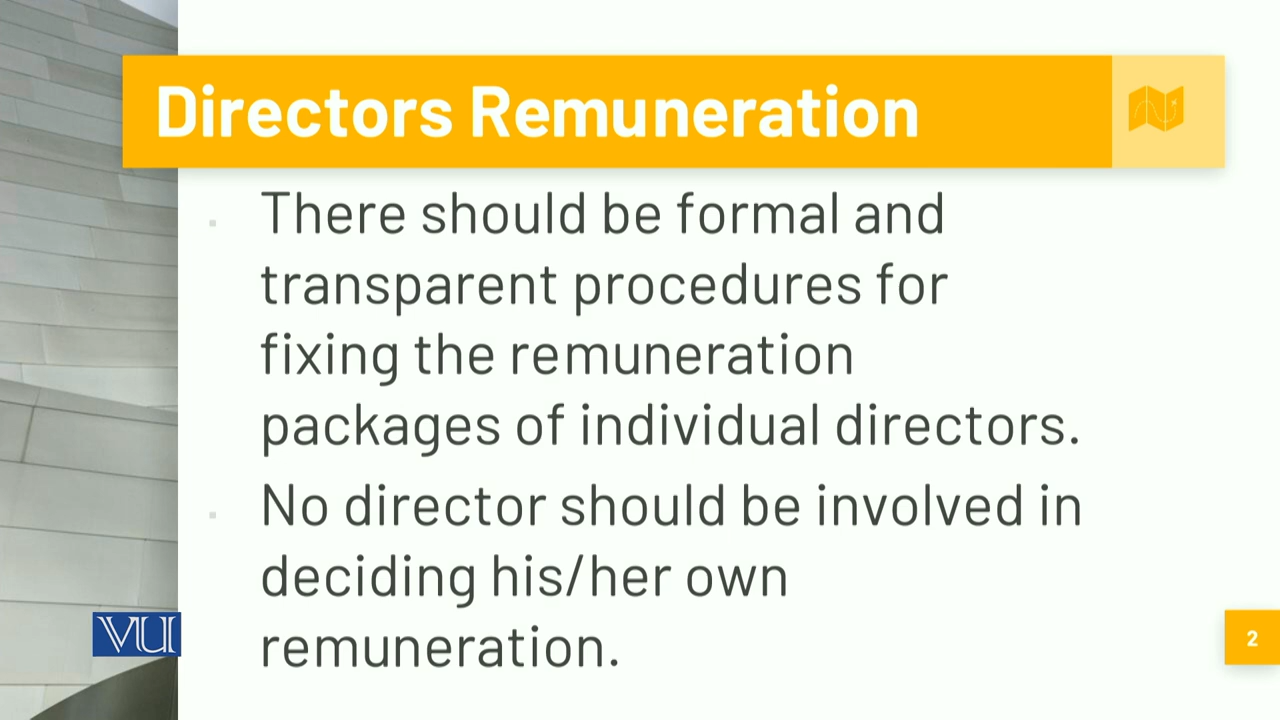 Directors Remuneration
There should be formal and
transparent procedures for
fixing the remuneration
packages of individual directors.
No director should be involved in
deciding his/her own
remuneration.
VU
2